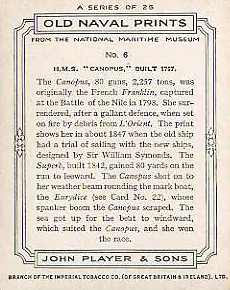 A SERIES OF 25
OLD NAVAL PRINTS
FROM THE NATIONAL MARITIME MUSEUM
No. 6
H.M.S. "CANOPUS," BUILT 1797.
The Canopus, 80 guns, 2,257 tons, was
originally the French Franklin, captured
at the Battle of the Nile in 1798. She sur-
rendered, after a gallant defence, when set
on fire by debris from L'Orient. The print
shows her in about 1847 when the old ship
had a trial of sailing with the new ships,
designed by Sir William Symonds. The
Superb, built 1842, gained 80 yards on the
run to leeward. The Canopus shot on to
her weather beam rounding the mark boat,
the Eurydice (see Card No. 22), whose
spanker boom the Canopus scraped. The
sea got up for the beat to windward,
which suited the Canopus, and she won
the race.
JOHN PLAYER & SONS
BRANCH OF THE IMPERIAL TOBACCO CO. (OF GREAT BRITAIN & IRELAND), LTD.